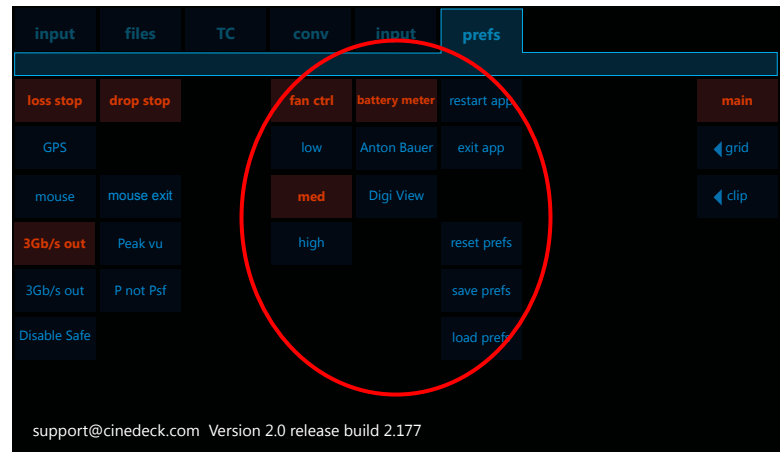 input files TC conv input prefs
loss stop drop stop fan ctrl battery meter restart app main
GPS low Anton Bauer exit app grid
mouse mouse exit med Digi View clip
3Gb/s out Peak vu high reset prefs
3Gb/s out P not Psf save prefs
Disable Safe load prefs
support@cinedeck.com Version 2.0 release build 2.177